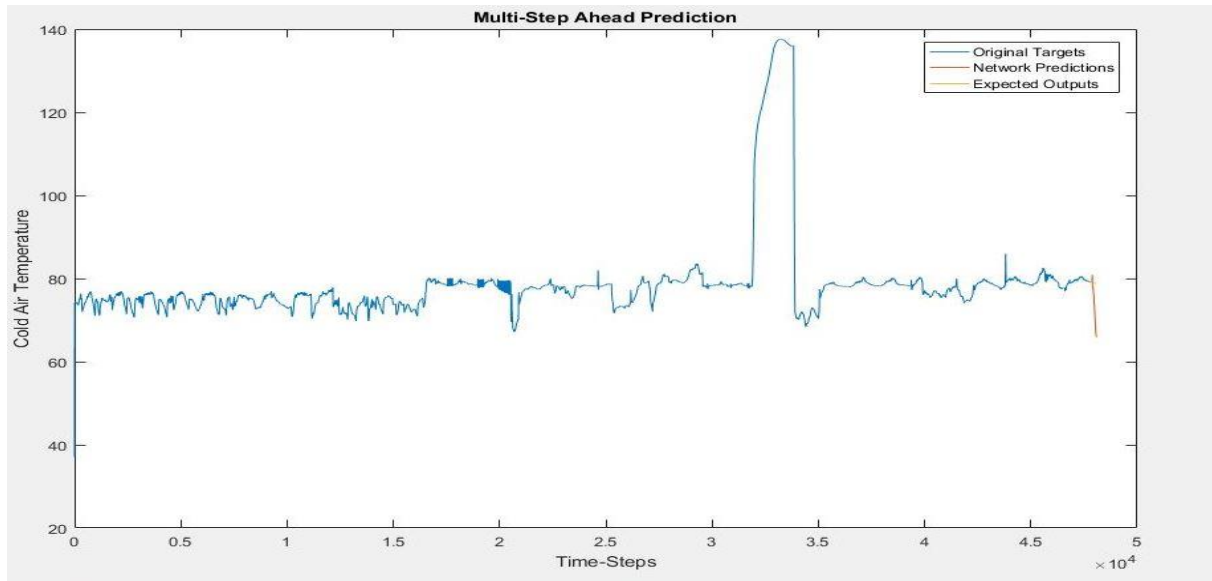 Multi-Step Ahead Prediction
140
120
100
80
60
40
20
Cold Air Temperature
Original Targets
Network Predictions
Expected Outputs
0 0.5 1 1.5 2 2.5 3 3.5 4 4.5 5
Time-Steps
× 10^4